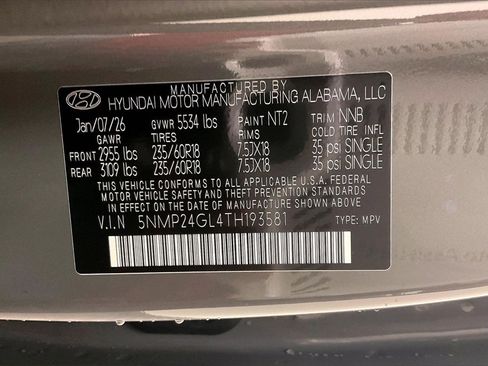 MANUFACTURED BY
HYUNDAI MOTOR MANUFACTURING ALABAMA, LLC
Jan/07/26 GVWR 5534 lbs PAINT NT2 TRIM NNB
GAWR TIRES RIMS COLD TIRE INFL.
FRONT 2955 lbs 235/60R18 7.5JX18 35 psi SINGLE
REAR 3109 lbs 235/60R18 7.5JX18 35 psi SINGLE
THIS VEHICLE CONFORMS TO ALL APPLICABLE U.S.A. FEDERAL
MOTOR VEHICLE SAFETY AND THEFT PREVENTION STANDARDS
IN EFFECT ON THE DATE OF MANUFACTURE SHOWN ABOVE.
V.I.N 5NMP24GL4TH193581 TYPE: MPV